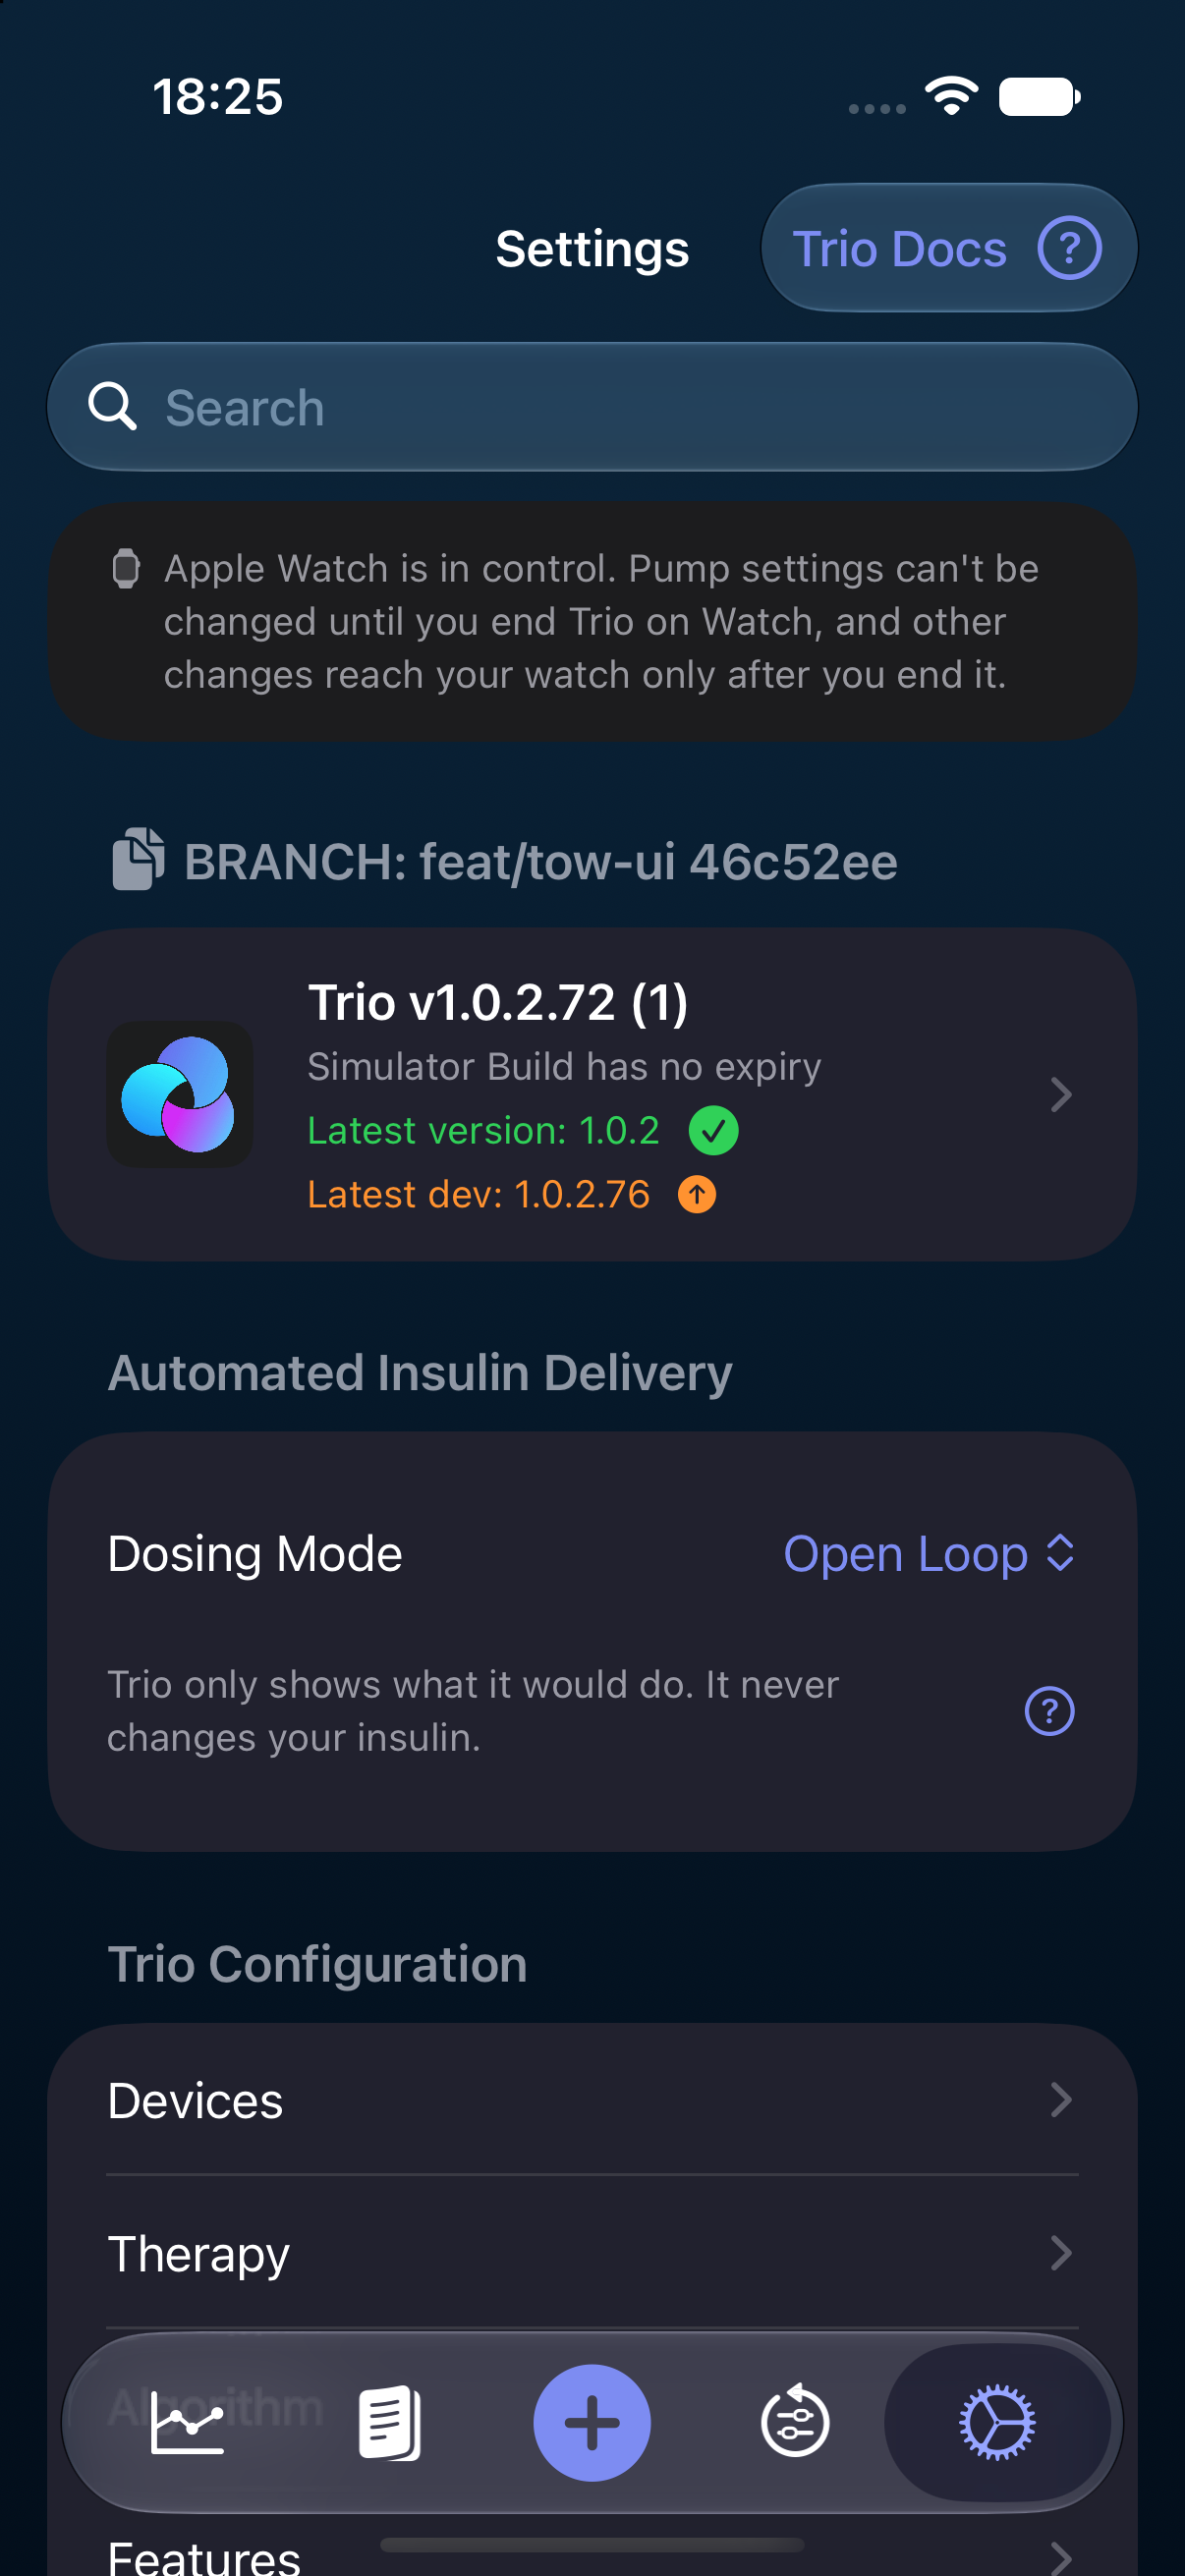 18:25
Settings
Trio Docs
Search
Apple Watch is in control. Pump settings can't be
changed until you end Trio on Watch, and other
changes reach your watch only after you end it.
BRANCH: feat/tow-ui 46c52ee
Trio v1.0.2.72 (1)
Simulator Build has no expiry
Latest version: 1.0.2
Latest dev: 1.0.2.76
Automated Insulin Delivery
Dosing Mode
Open Loop
Trio only shows what it would do. It never
changes your insulin.
Trio Configuration
Devices
Therapy
Algorithm
Features